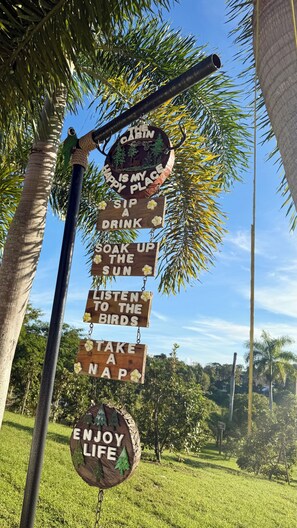 CABIN
IS MY
HAPPY PLACE
SIP
A
DRINK
SOAK UP
THE
SUN
LISTEN
TO THE
BIRDS
TAKE
A
NAP
ENJOY
LIFE